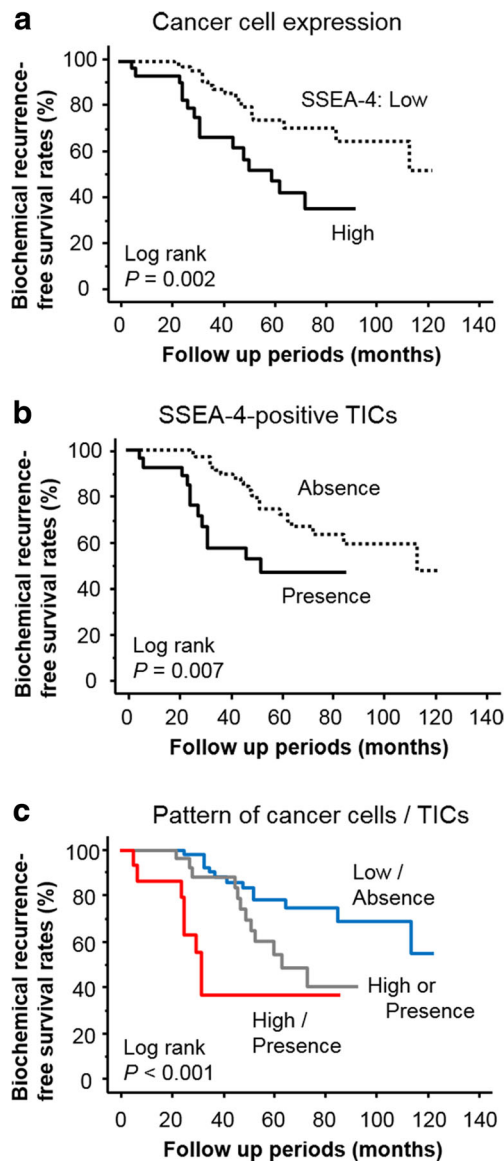 a
Cancer cell expression
Biochemical recurrence-
free survival rates (%)
100
80
60
40
20
0
SSEA-4: Low
High
Log rank
P = 0.002
0 20 40 60 80 100 120 140
Follow up periods (months)
b
SSEA-4-positive TICs
Biochemical recurrence-
free survival rates (%)
100
80
60
40
20
0
Absence
Presence
Log rank
P = 0.007
0 20 40 60 80 100 120 140
Follow up periods (months)
c
Pattern of cancer cells / TICs
Biochemical recurrence-
free survival rates (%)
100
80
60
40
20
0
Low /
Absence
High or
Presence
High /
Presence
Log rank
P < 0.001
0 20 40 60 80 100 120 140
Follow up periods (months)